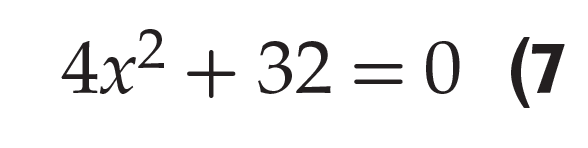 4x² + 32 = 0 (7